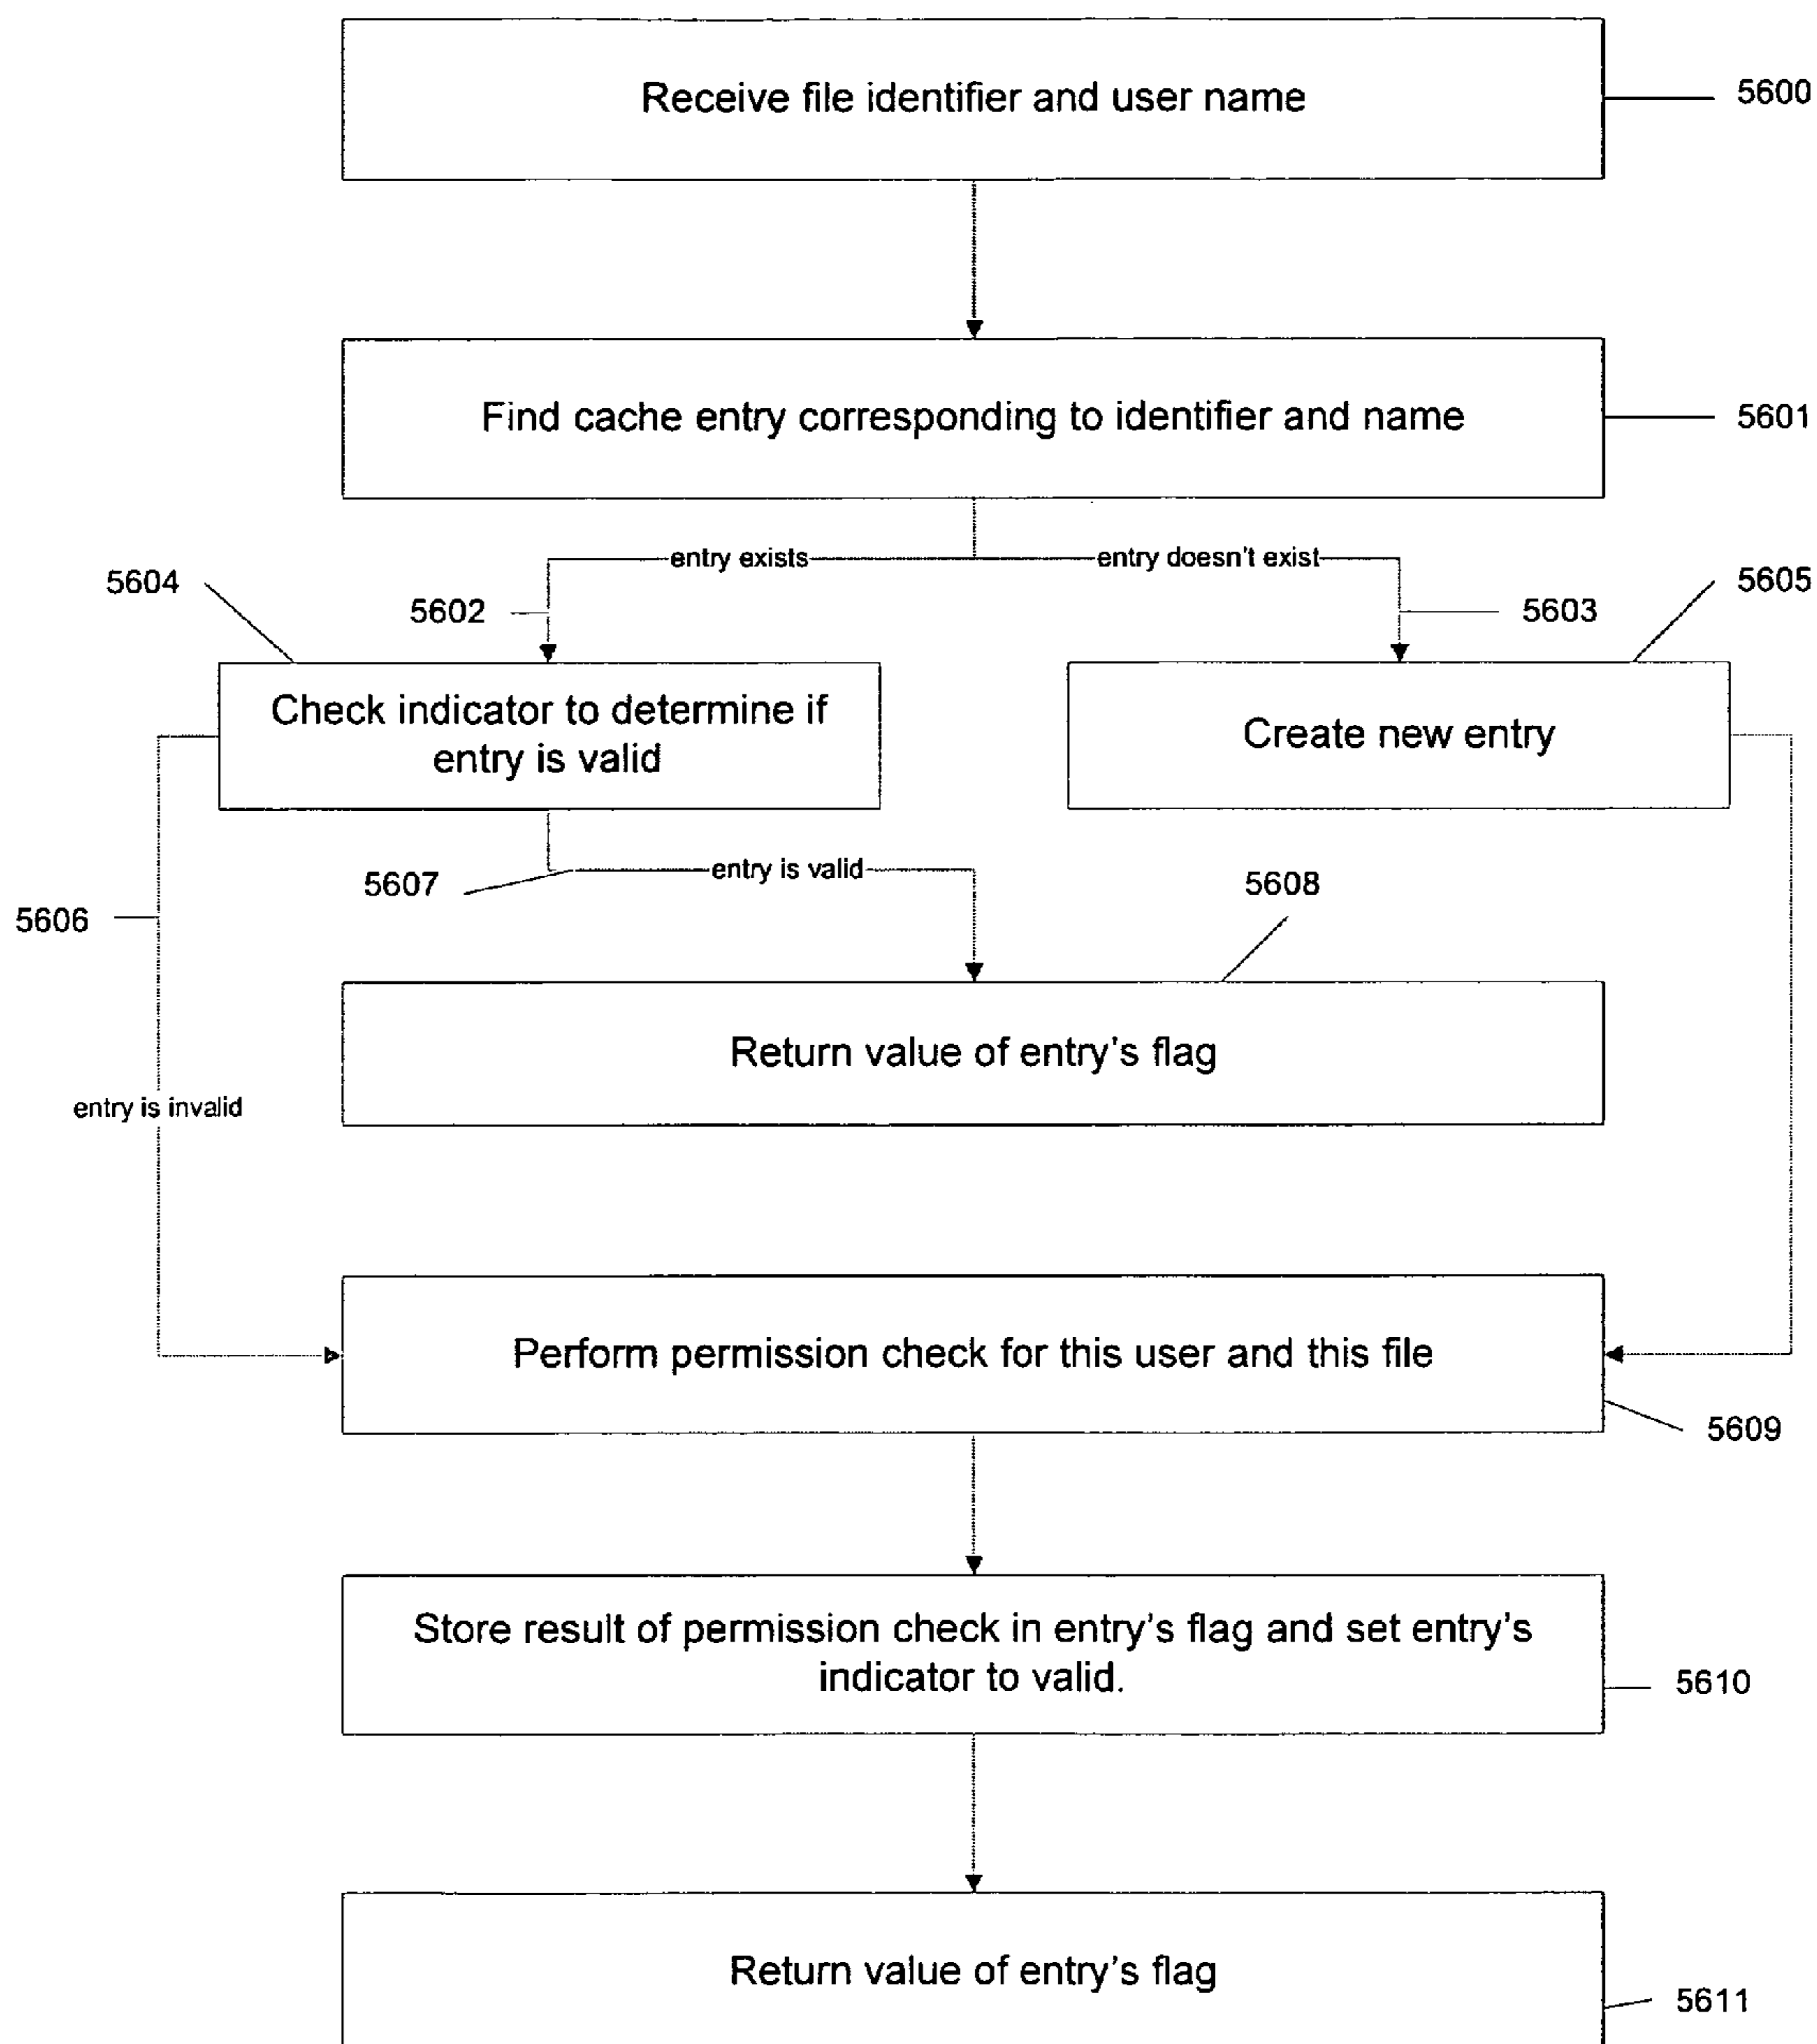 Receive file identifier and user name
5600
Find cache entry corresponding to identifier and name
5601
entry exists
entry doesn't exist
5604
5602
5603
5605
Check indicator to determine if
entry is valid
Create new entry
5607
entry is valid
5608
5606
Return value of entry's flag
entry is invalid
Perform permission check for this user and this file
5609
Store result of permission check in entry's flag and set entry's
indicator to valid.
5610
Return value of entry's flag
5611